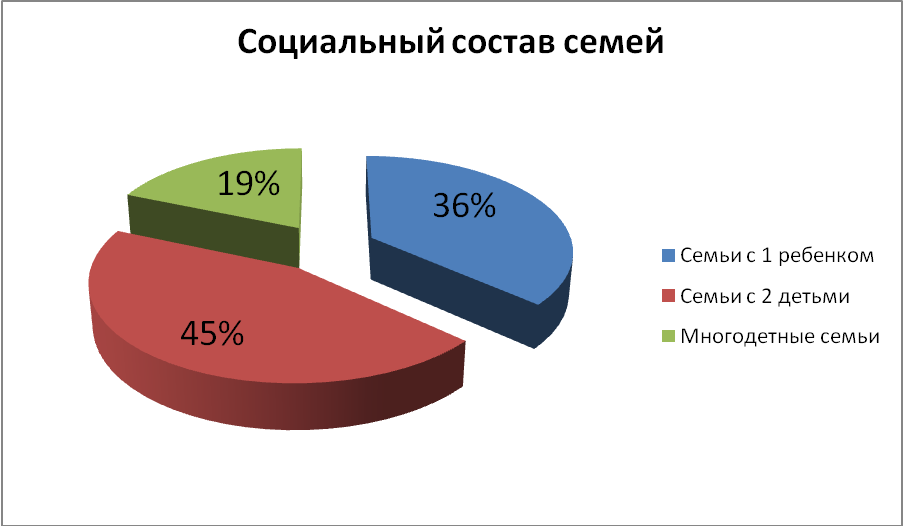 Социальный состав семей
19%
36%
45%
Семьи с 1 ребенком
Семьи с 2 детьми
Многодетные семьи